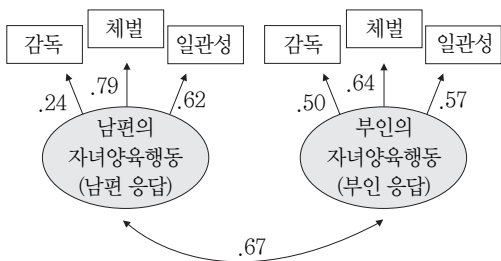 감독 체벌 일관성 감독 체벌 일관성
.24 .79 .62 .50 .64 .57
남편의
자녀양육행동
(남편 응답)
부인의
자녀양육행동
(부인 응답)
.67